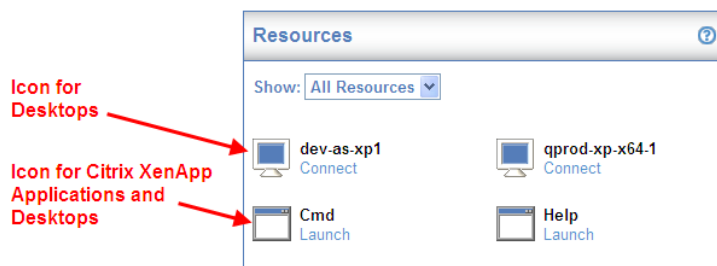 Resources
Show: All Resources
Icon for
Desktops
dev-as-xp1
Connect
qprod-xp-x64-1
Connect
Icon for Citrix XenApp
Applications and
Desktops
Cmd
Launch
Help
Launch